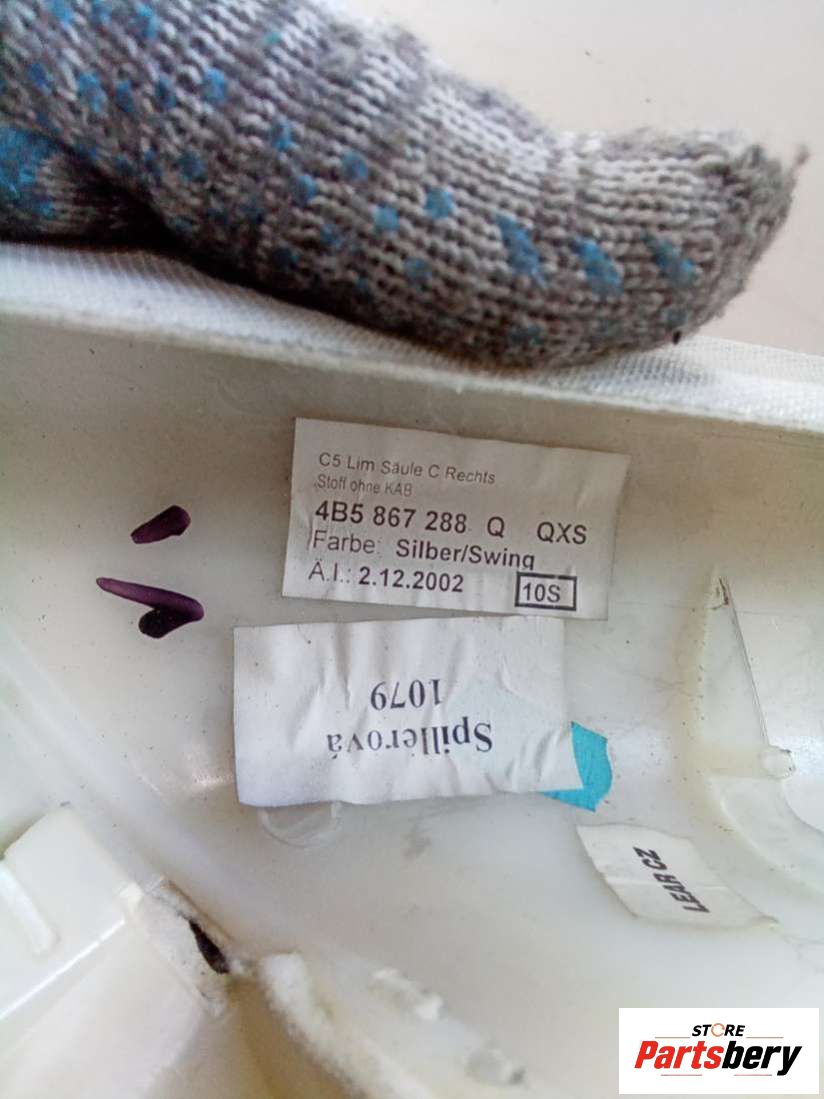 C5 Lim Säule C Rechts
Stoff ohne KAB
4B5 867 288 Q QXS
Farbe: Silber/Swing
Ä.I.: 2.12.2002 10S
Spillerová
1079
LEAR CZ
STORE
Partsbery